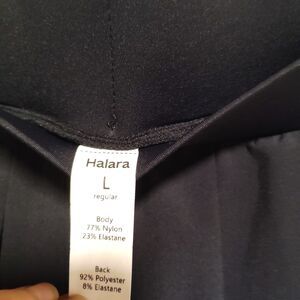 Halara
L
regular
Body
77% Nylon
23% Elastane
Back
92% Polyester
8% Elastane